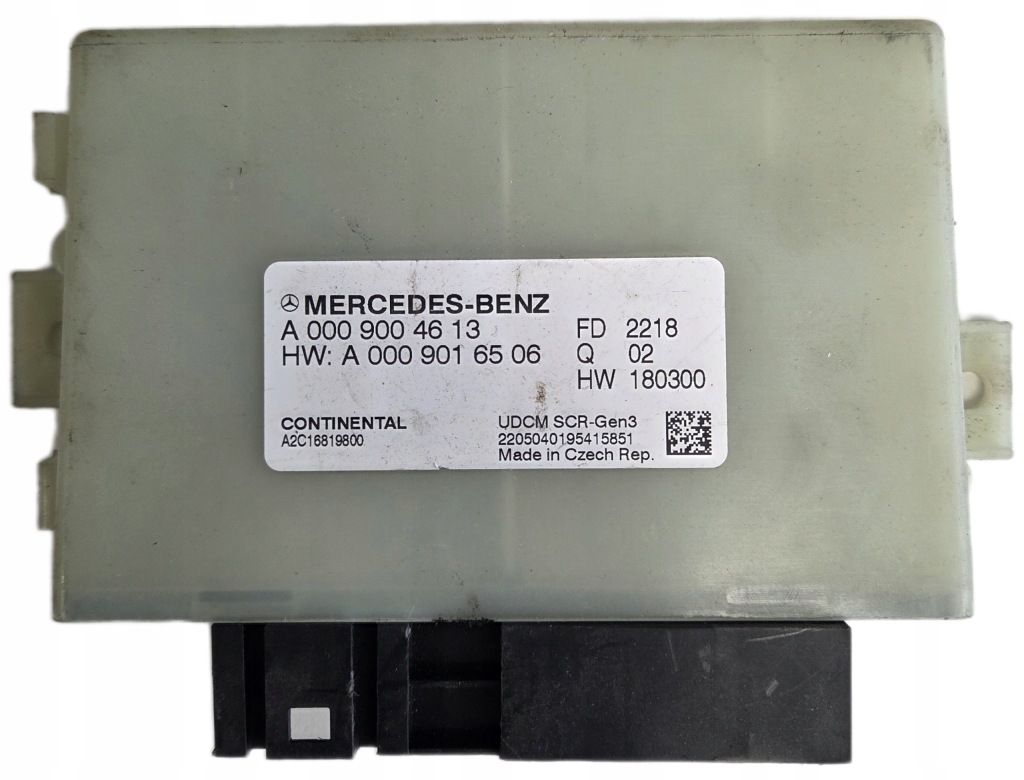 MERCEDES-BENZ
A 000 900 46 13 FD 2218
HW: A 000 901 65 06 Q 02
HW 180300
CONTINENTAL UDCM SCR-Gen3
A2C16819800 2205040195415851
Made in Czech Rep.